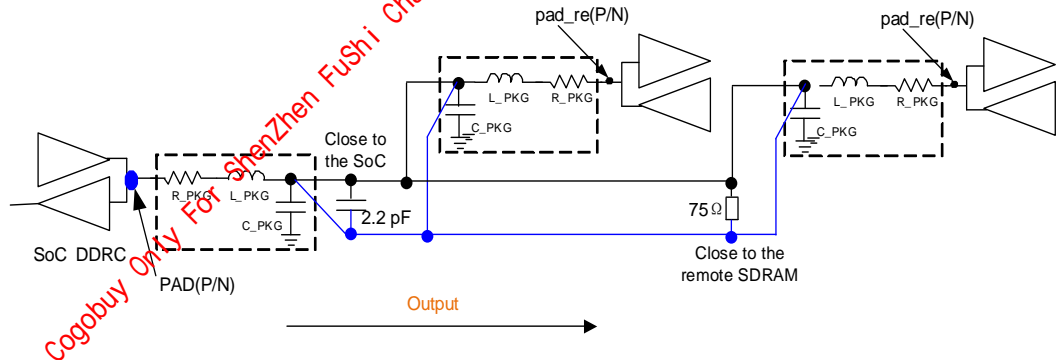 pad_re(P/N)
pad_re(P/N)
L_PKG
R_PKG
C_PKG
L_PKG
R_PKG
C_PKG
Close to
the SoC
R_PKG
L_PKG
C_PKG
2.2 pF
75Ω
SoC DDRC
PAD(P/N)
Close to the
remote SDRAM
Output
Cogobuy Only For ShenZhen FuShi